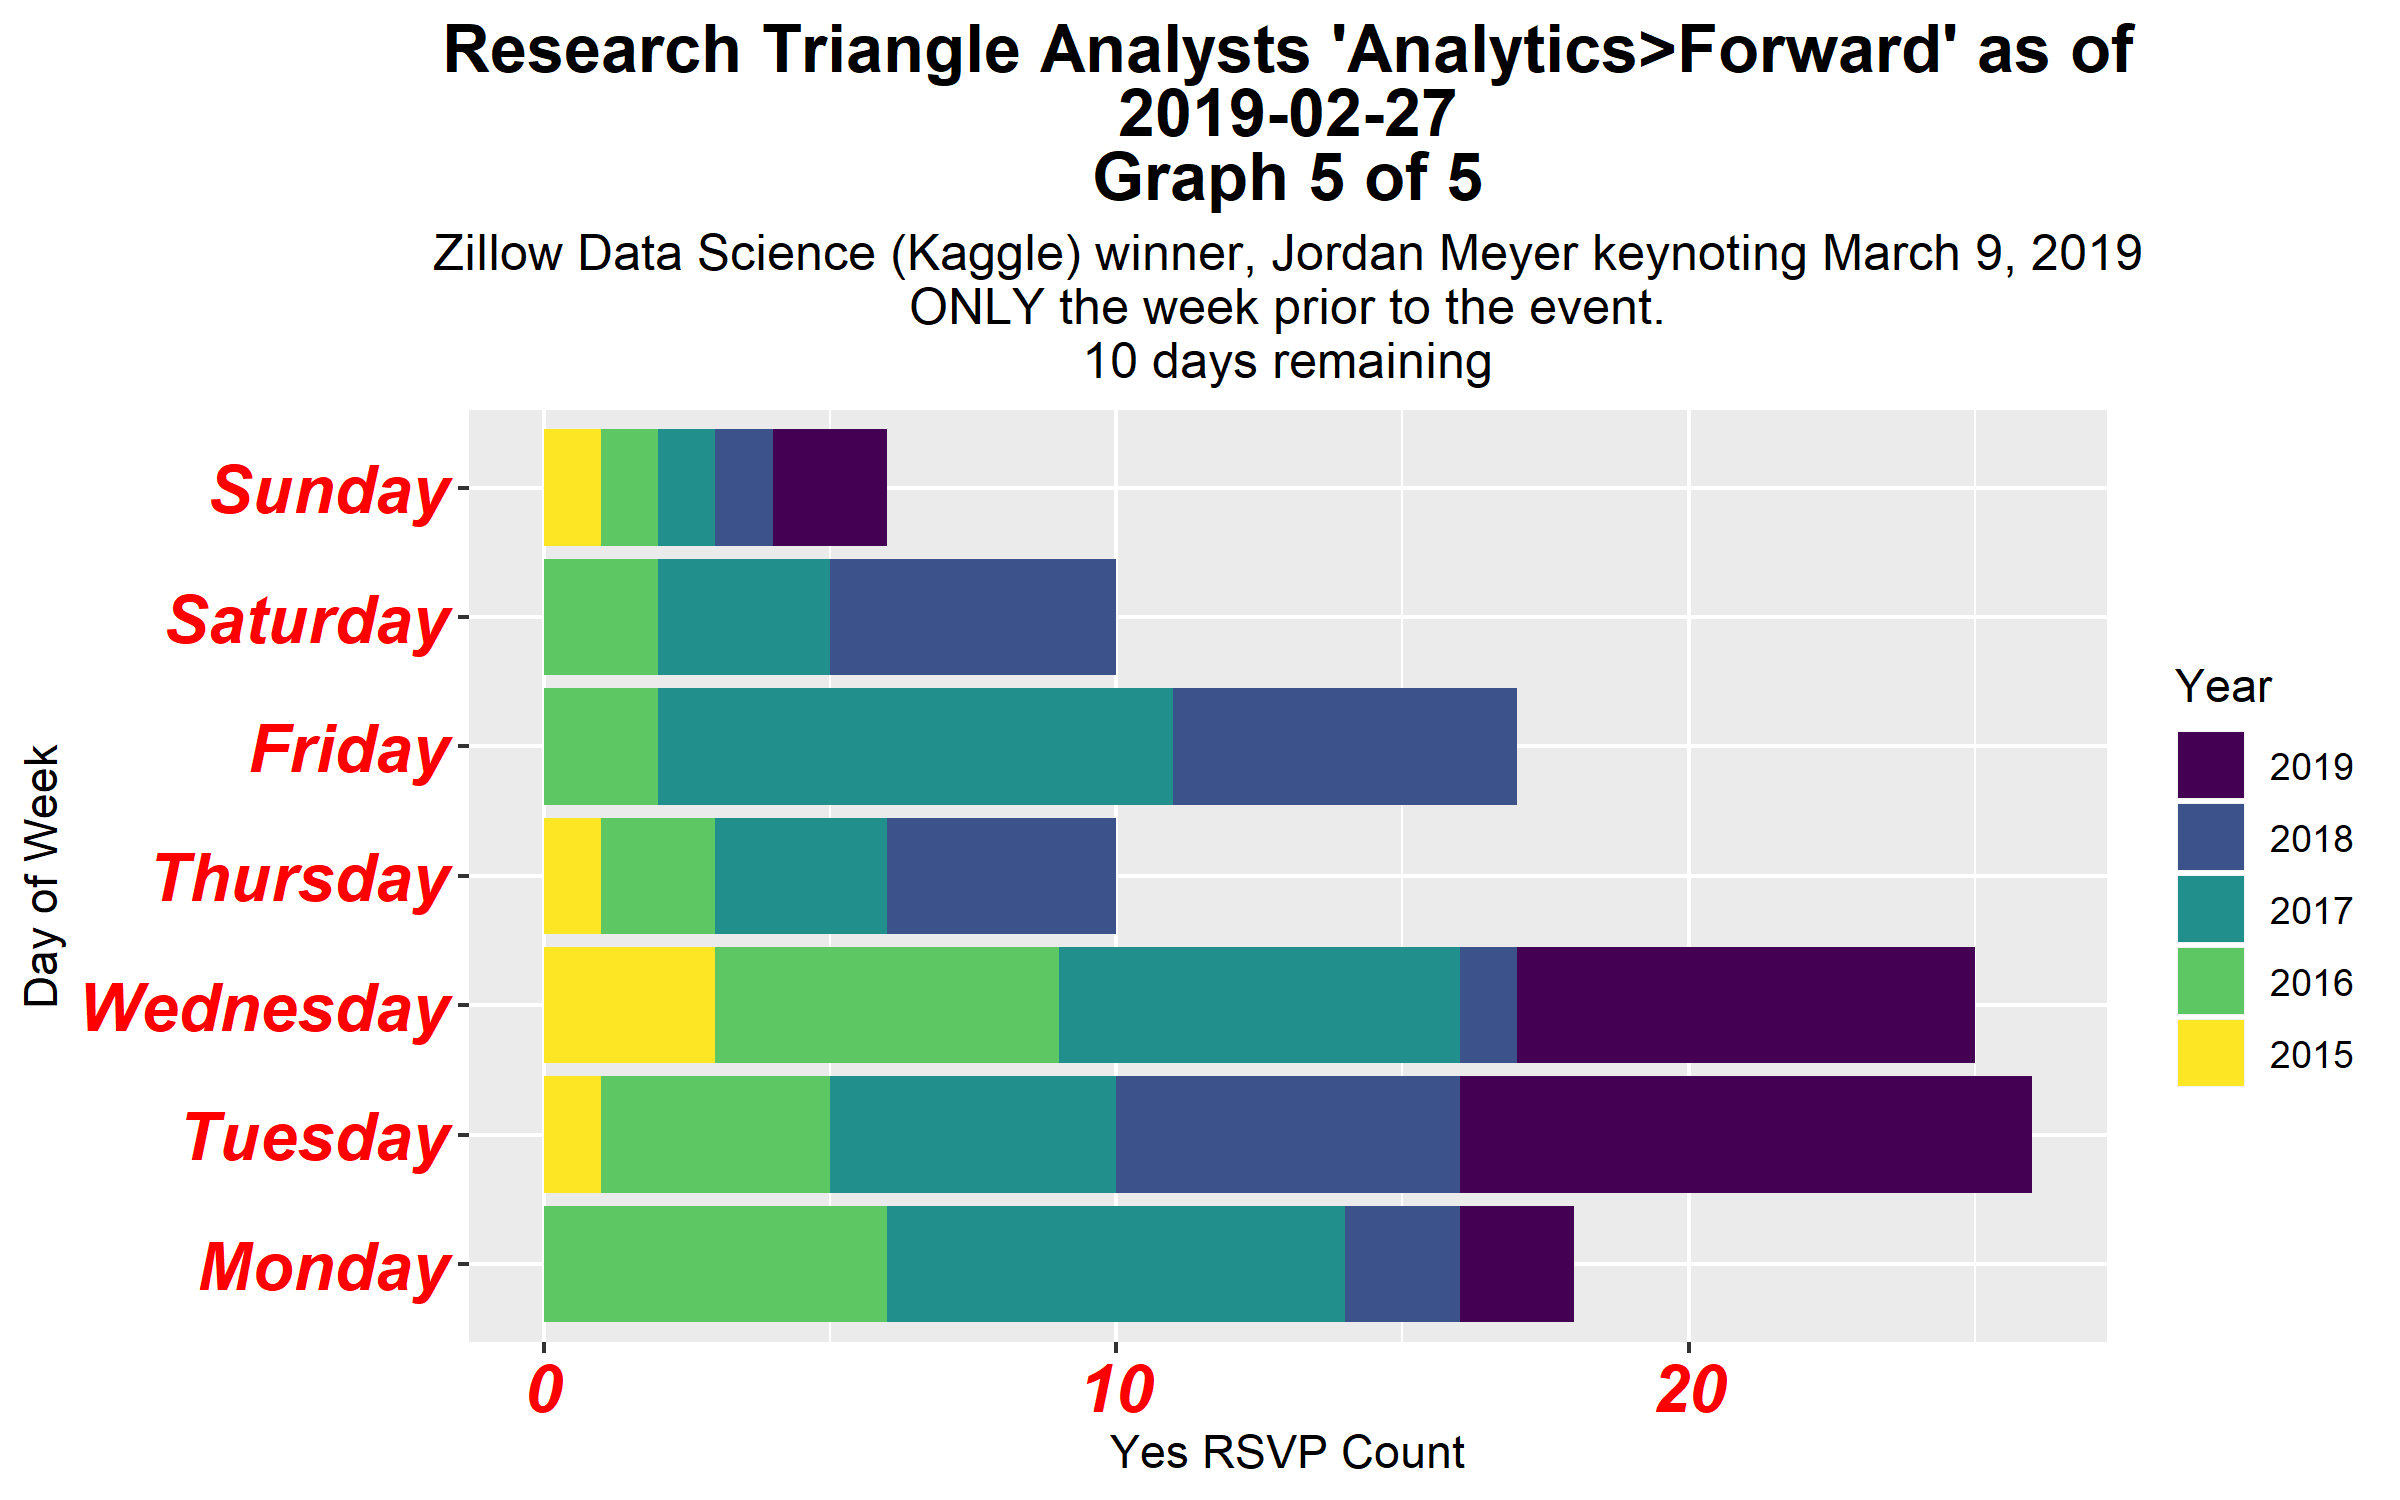 Research Triangle Analysts 'Analytics>Forward' as of
2019-02-27
Graph 5 of 5
Zillow Data Science (Kaggle) winner, Jordan Meyer keynoting March 9, 2019
ONLY the week prior to the event.
10 days remaining
Day of Week
Sunday
Saturday
Friday
Thursday
Wednesday
Tuesday
Monday
0 10 20
Yes RSVP Count
Year
2019
2018
2017
2016
2015